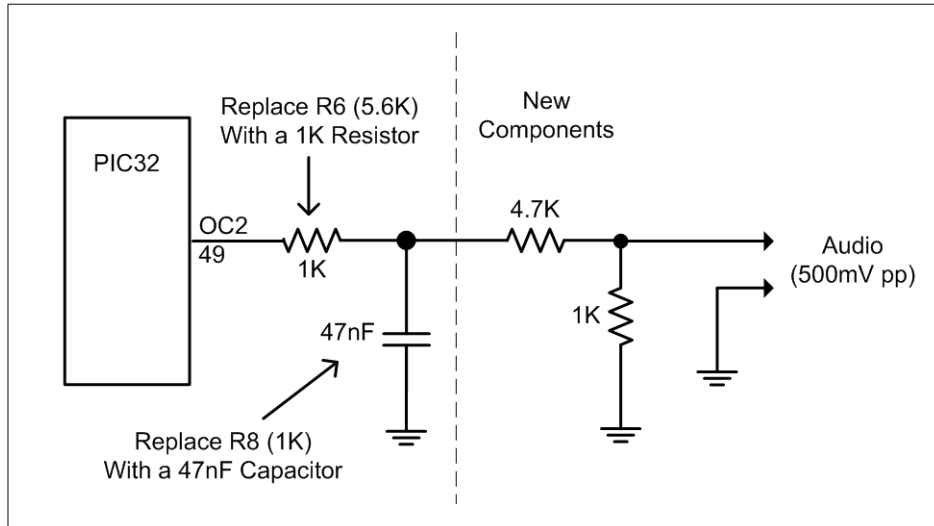 Replace R6 (5.6K)
With a 1K Resistor
New
Components
PIC32
OC2
49
1K
4.7K
Audio
(500mV pp)
1K
47nF
Replace R8 (1K)
With a 47nF Capacitor